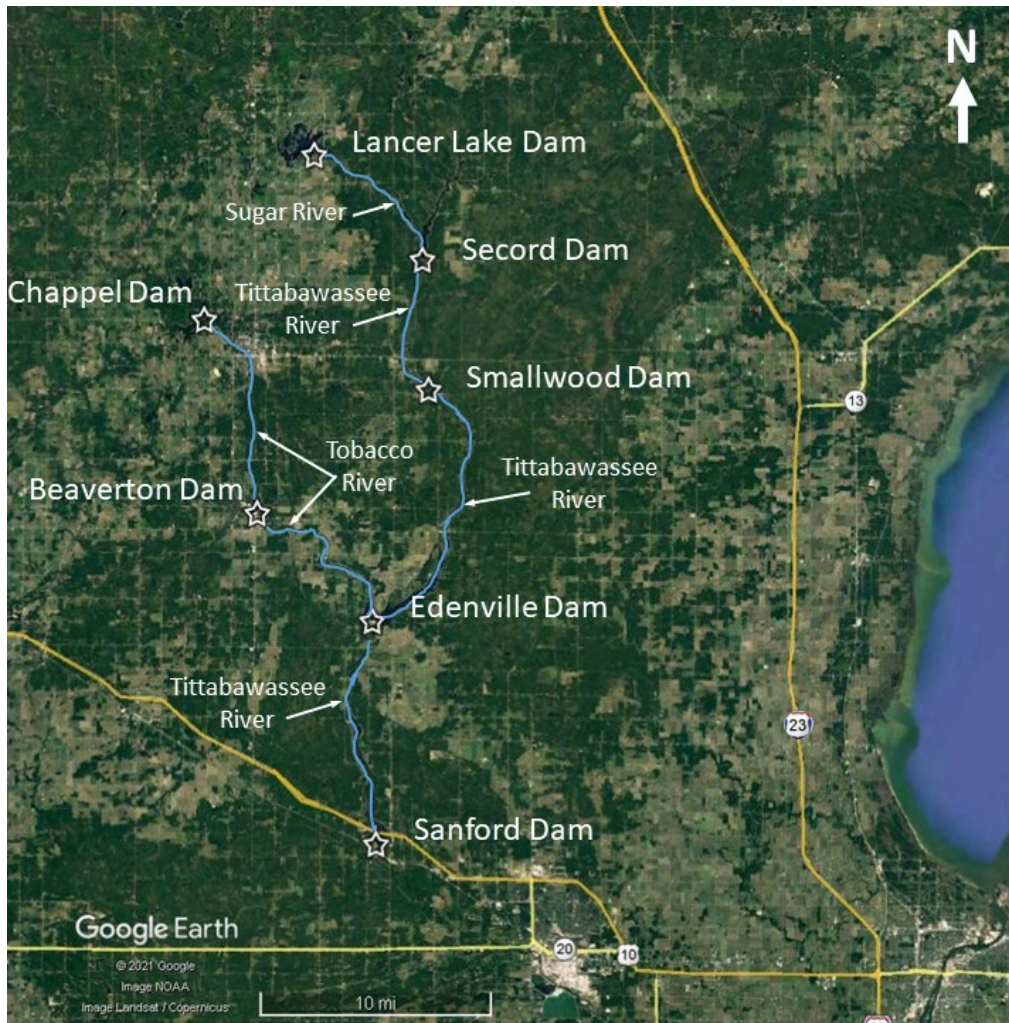 N
Lancer Lake Dam
Sugar River
Secord Dam
Chappel Dam
Tittabawassee
River
Smallwood Dam
13
Tobacco
River
Tittabawassee
River
Beaverton Dam
Edenville Dam
Tittabawassee
River
23
Sanford Dam
Google Earth
20
10
© 2021 Google
Image NOAA
Image Landsat / Copernicus
10 mi